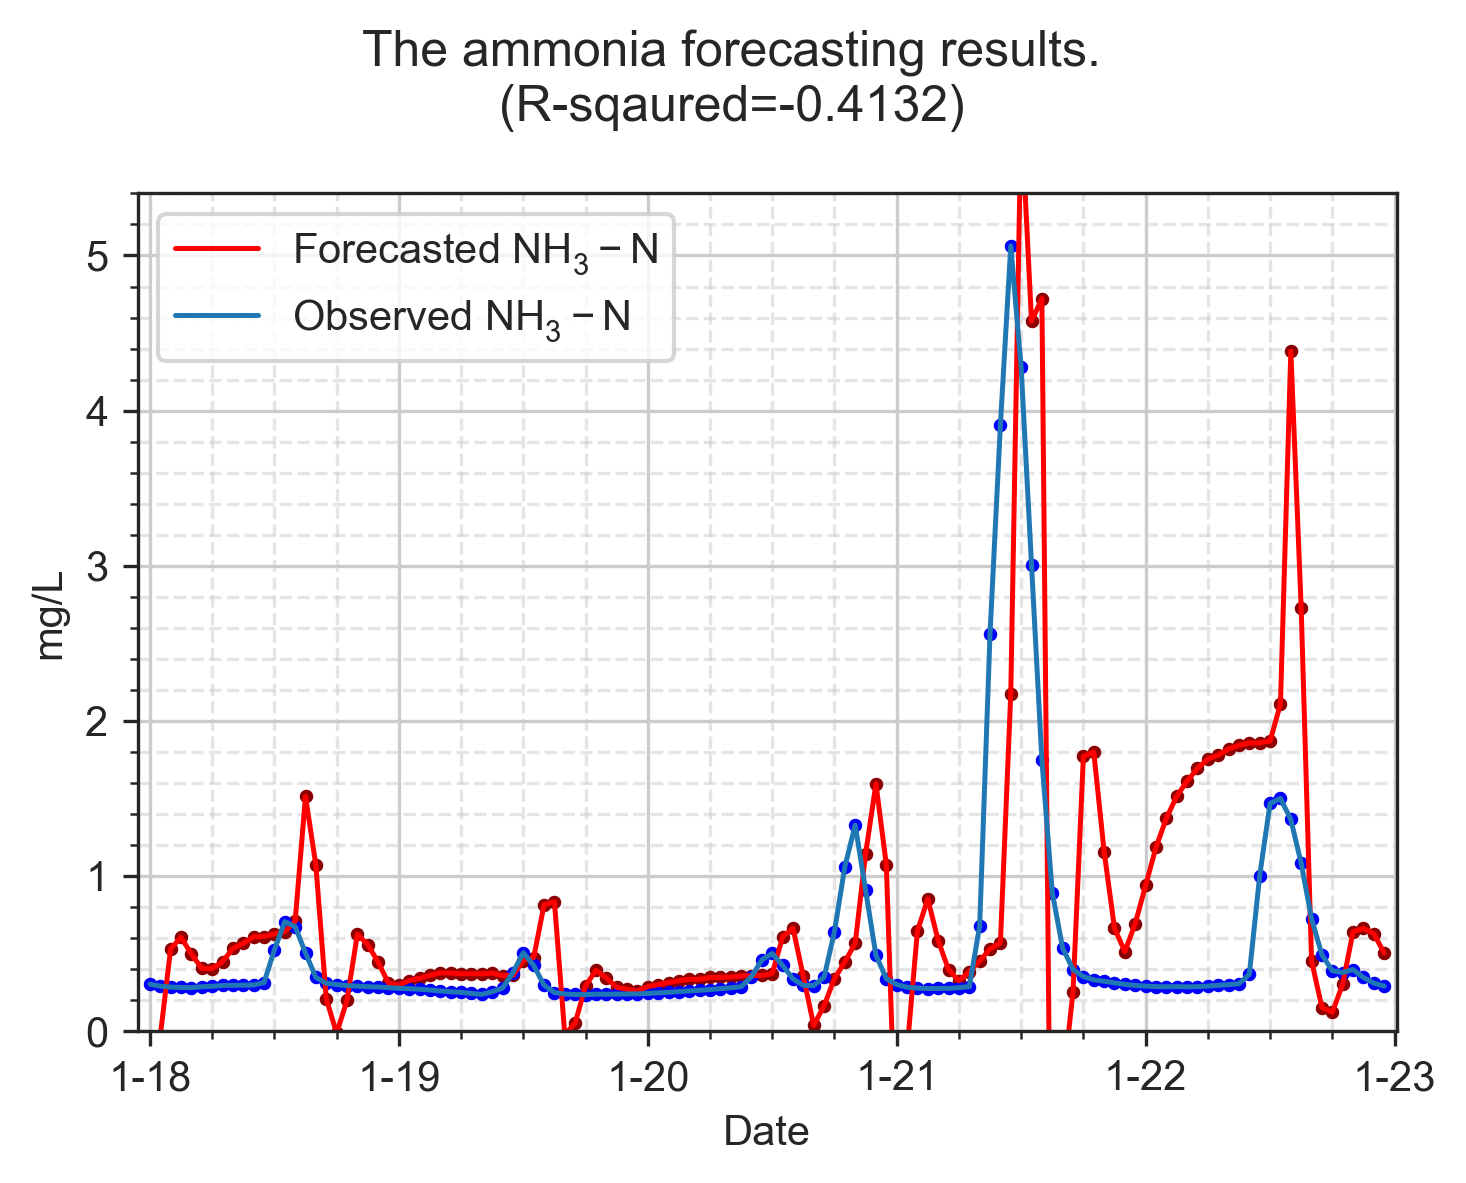 The ammonia forecasting results.
(R-sqaured=-0.4132)
Forecasted NH₃ − N
Observed NH₃ − N
5
4
3
2
1
0
mg/L
1-18 1-19 1-20 1-21 1-22 1-23
Date